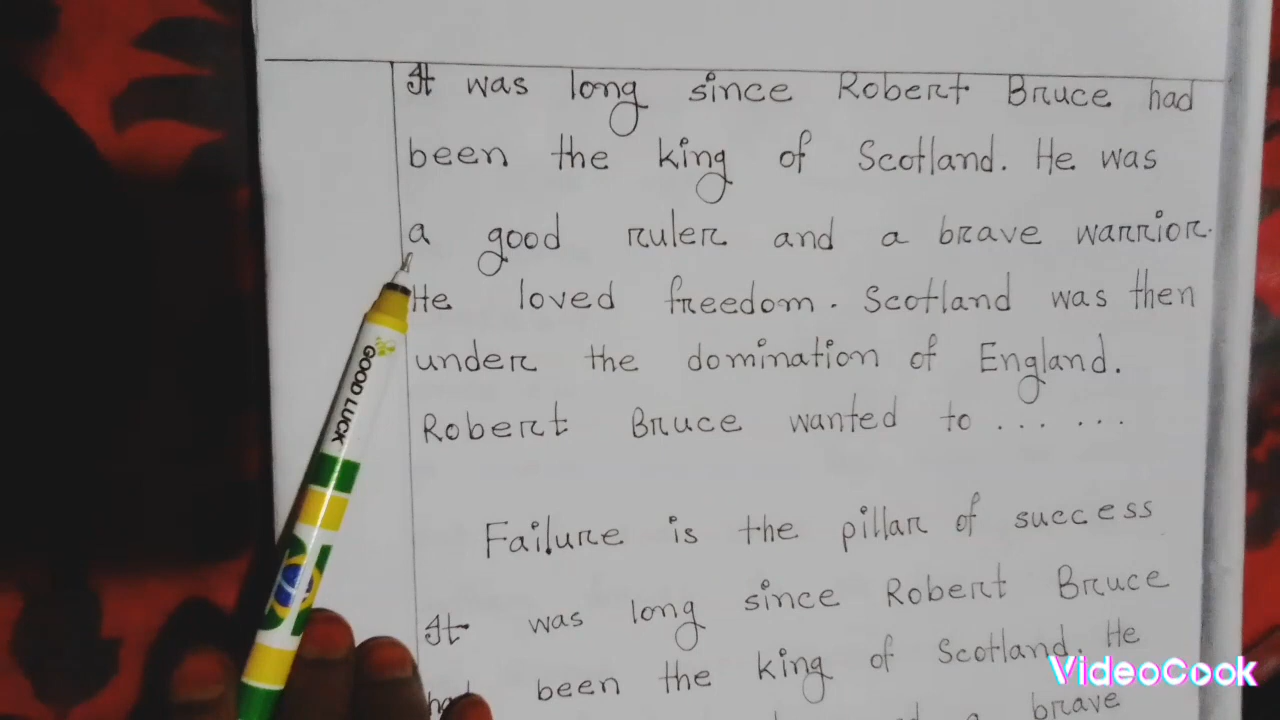 It was long since Robert Bruce had
been the king of Scotland. He was
a good ruler and a brave warrior.
He loved freedom. Scotland was then
under the domination of England.
Robert Bruce wanted to ... ...
Failure is the pillar of success
It was long since Robert Bruce
had been the king of Scotland. He
a brave
GOOD LUCK
VideoCook